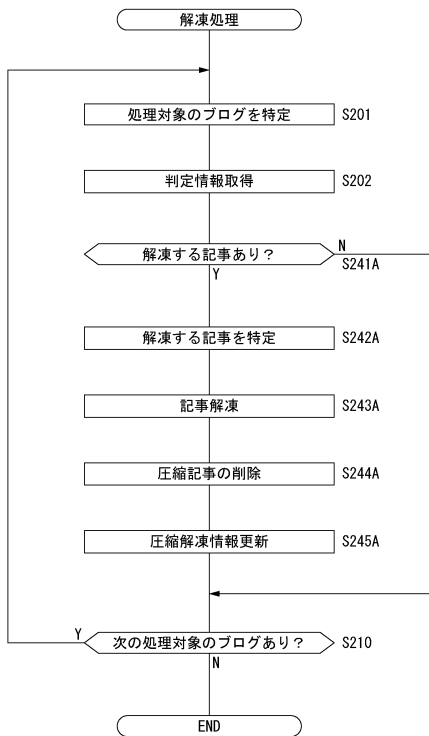 解凍処理
処理対象のブログを特定 S201
判定情報取得 S202
解凍する記事あり？ N
S241A
Y
解凍する記事を特定 S242A
記事解凍 S243A
圧縮記事の削除 S244A
圧縮解凍情報更新 S245A
Y 次の処理対象のブログあり？ S210
N
END